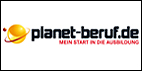 planet-beruf.de
MEIN START IN DIE AUSBILDUNG